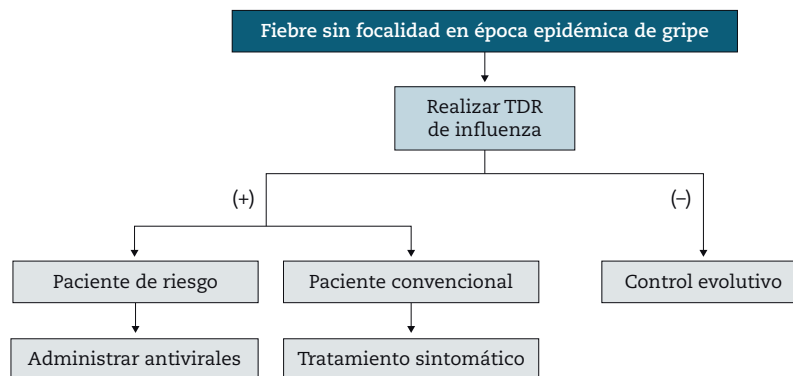 Fiebre sin focalidad en época epidémica de gripe
Realizar TDR
de influenza
(+)
(–)
Paciente de riesgo
Paciente convencional
Control evolutivo
Administrar antivirales
Tratamiento sintomático